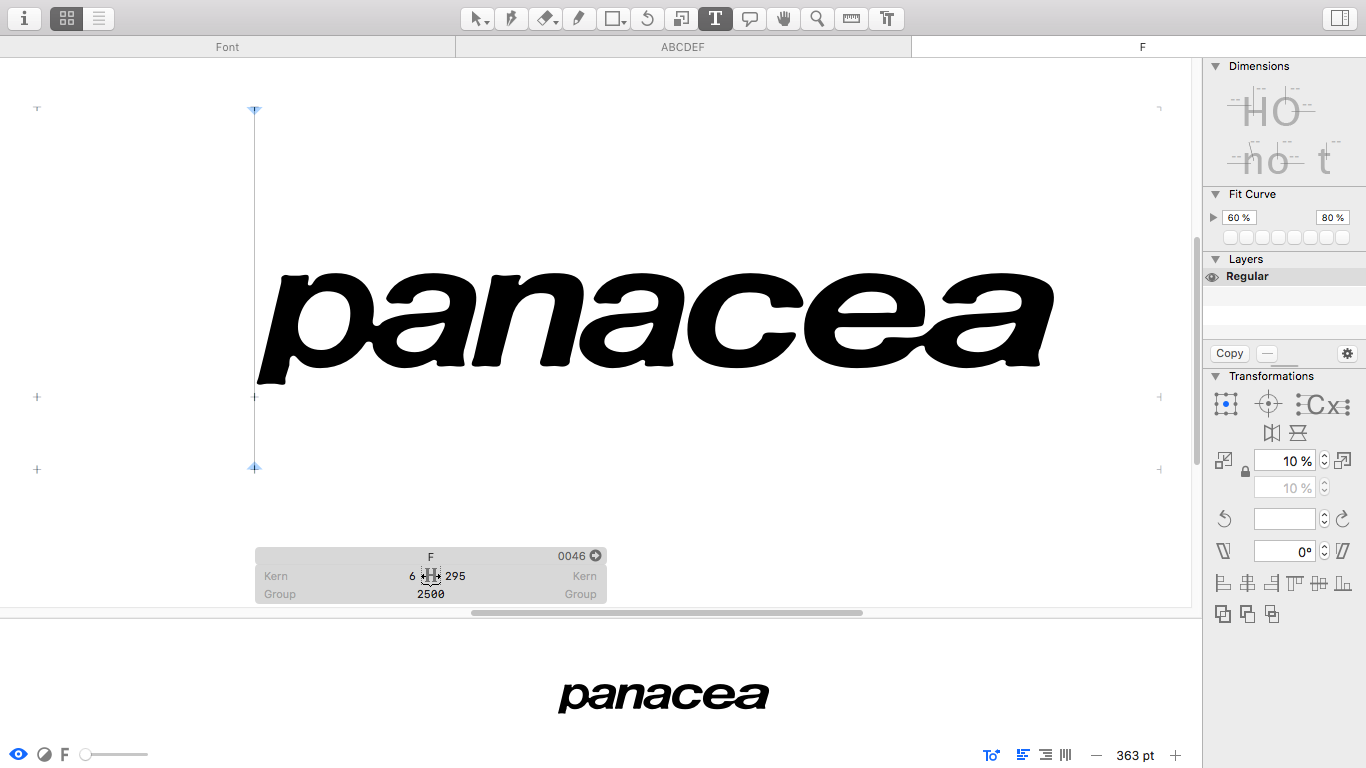 Font
ABCDEF
F
T
Dimensions
HO
no t
Fit Curve
60 %
80 %
Layers
Regular
Copy
Transformations
Cx
10 %
10 %
0°
panacea
F
0046
Kern
6
H
295
Kern
Group
2500
Group
panacea
F
363 pt